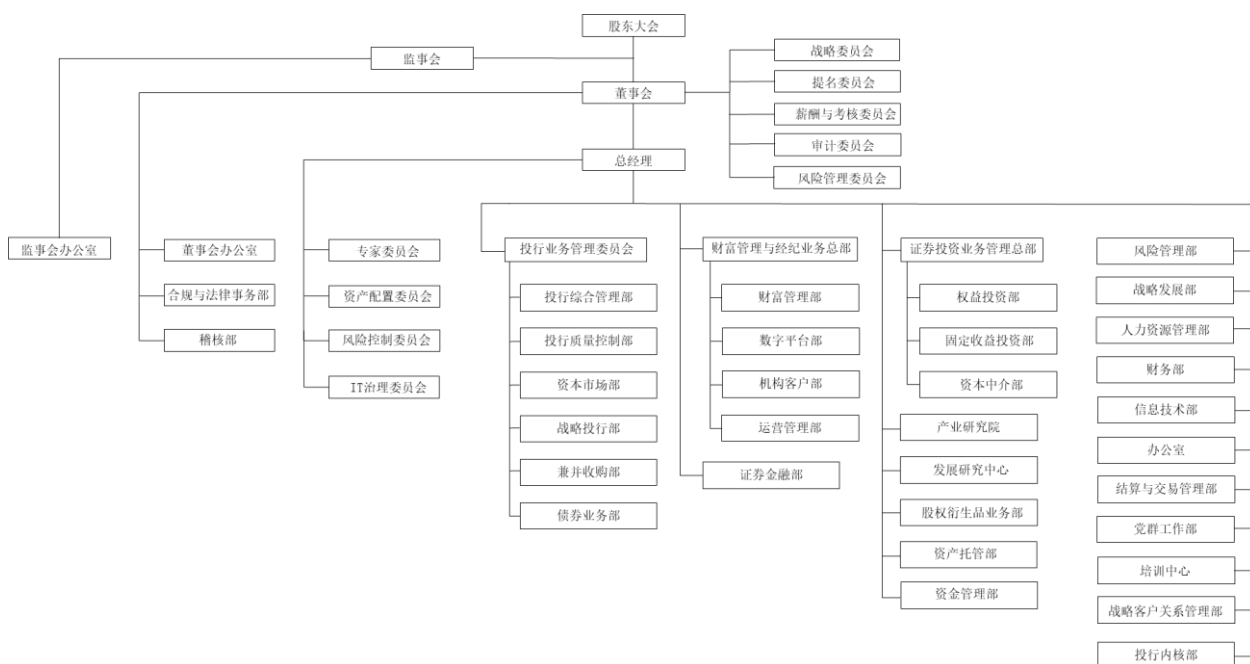 股东大会
监事会
董事会
战略委员会
提名委员会
薪酬与考核委员会
审计委员会
风险管理委员会
总经理
监事会办公室
董事会办公室
合规与法律事务部
稽核部
专家委员会
资产配置委员会
风险控制委员会
IT治理委员会
投行业务管理委员会
投行综合管理部
投行质量控制部
资本市场部
战略投行部
兼并收购部
债券业务部
财富管理与经纪业务总部
财富管理部
数字平台部
机构客户部
运营管理部
证券金融部
证券投资业务管理总部
权益投资部
固定收益投资部
资本中介部
产业研究院
发展研究中心
股权衍生品业务部
资产托管部
资金管理部
风险管理部
战略发展部
人力资源管理部
财务部
信息技术部
办公室
结算与交易管理部
党群工作部
培训中心
战略客户关系管理部
投行内核部